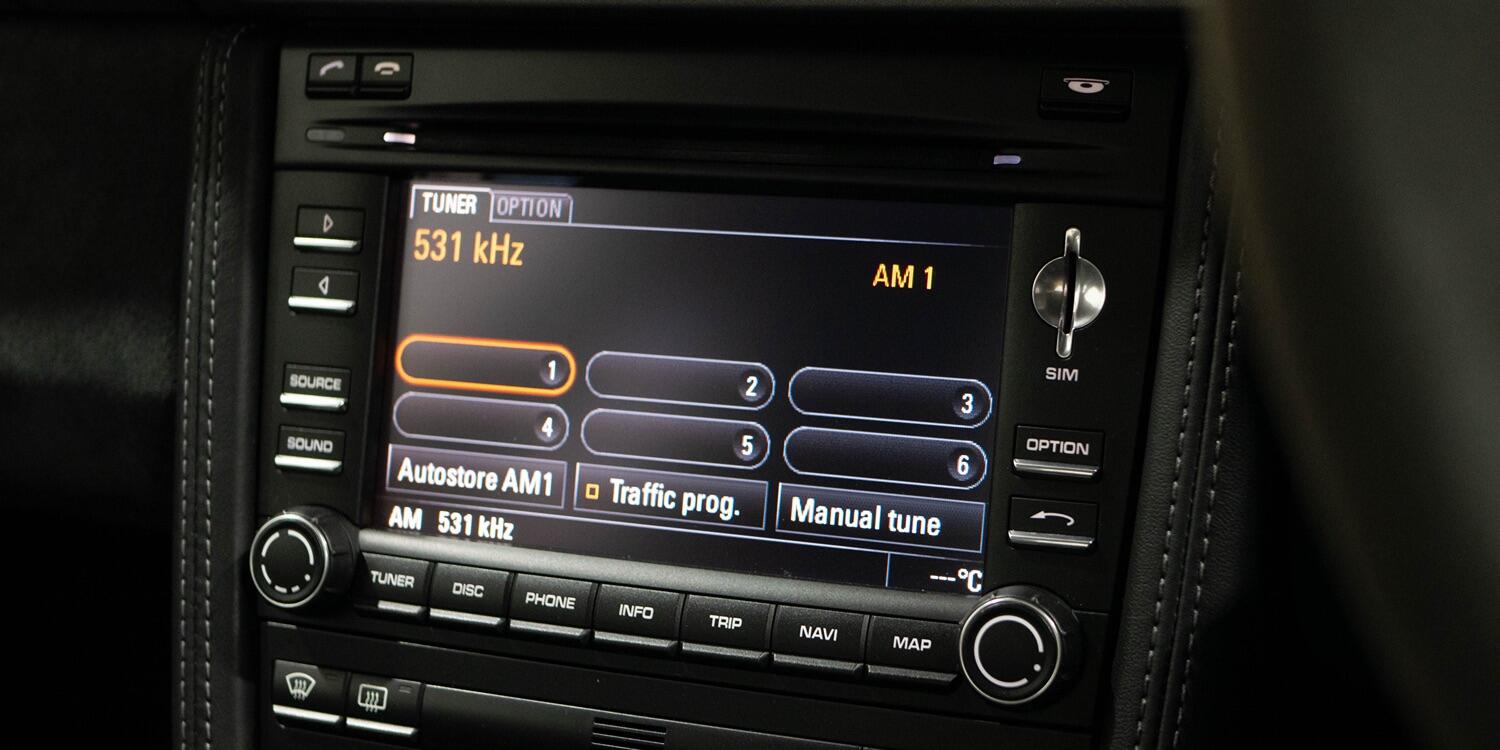 TUNER OPTION
531 kHz
AM 1
1 2 3
4 5 6
Autostore AM1 Traffic prog. Manual tune
AM 531 kHz
---°C
SOURCE
SOUND
SIM
OPTION
TUNER DISC PHONE INFO TRIP NAVI MAP